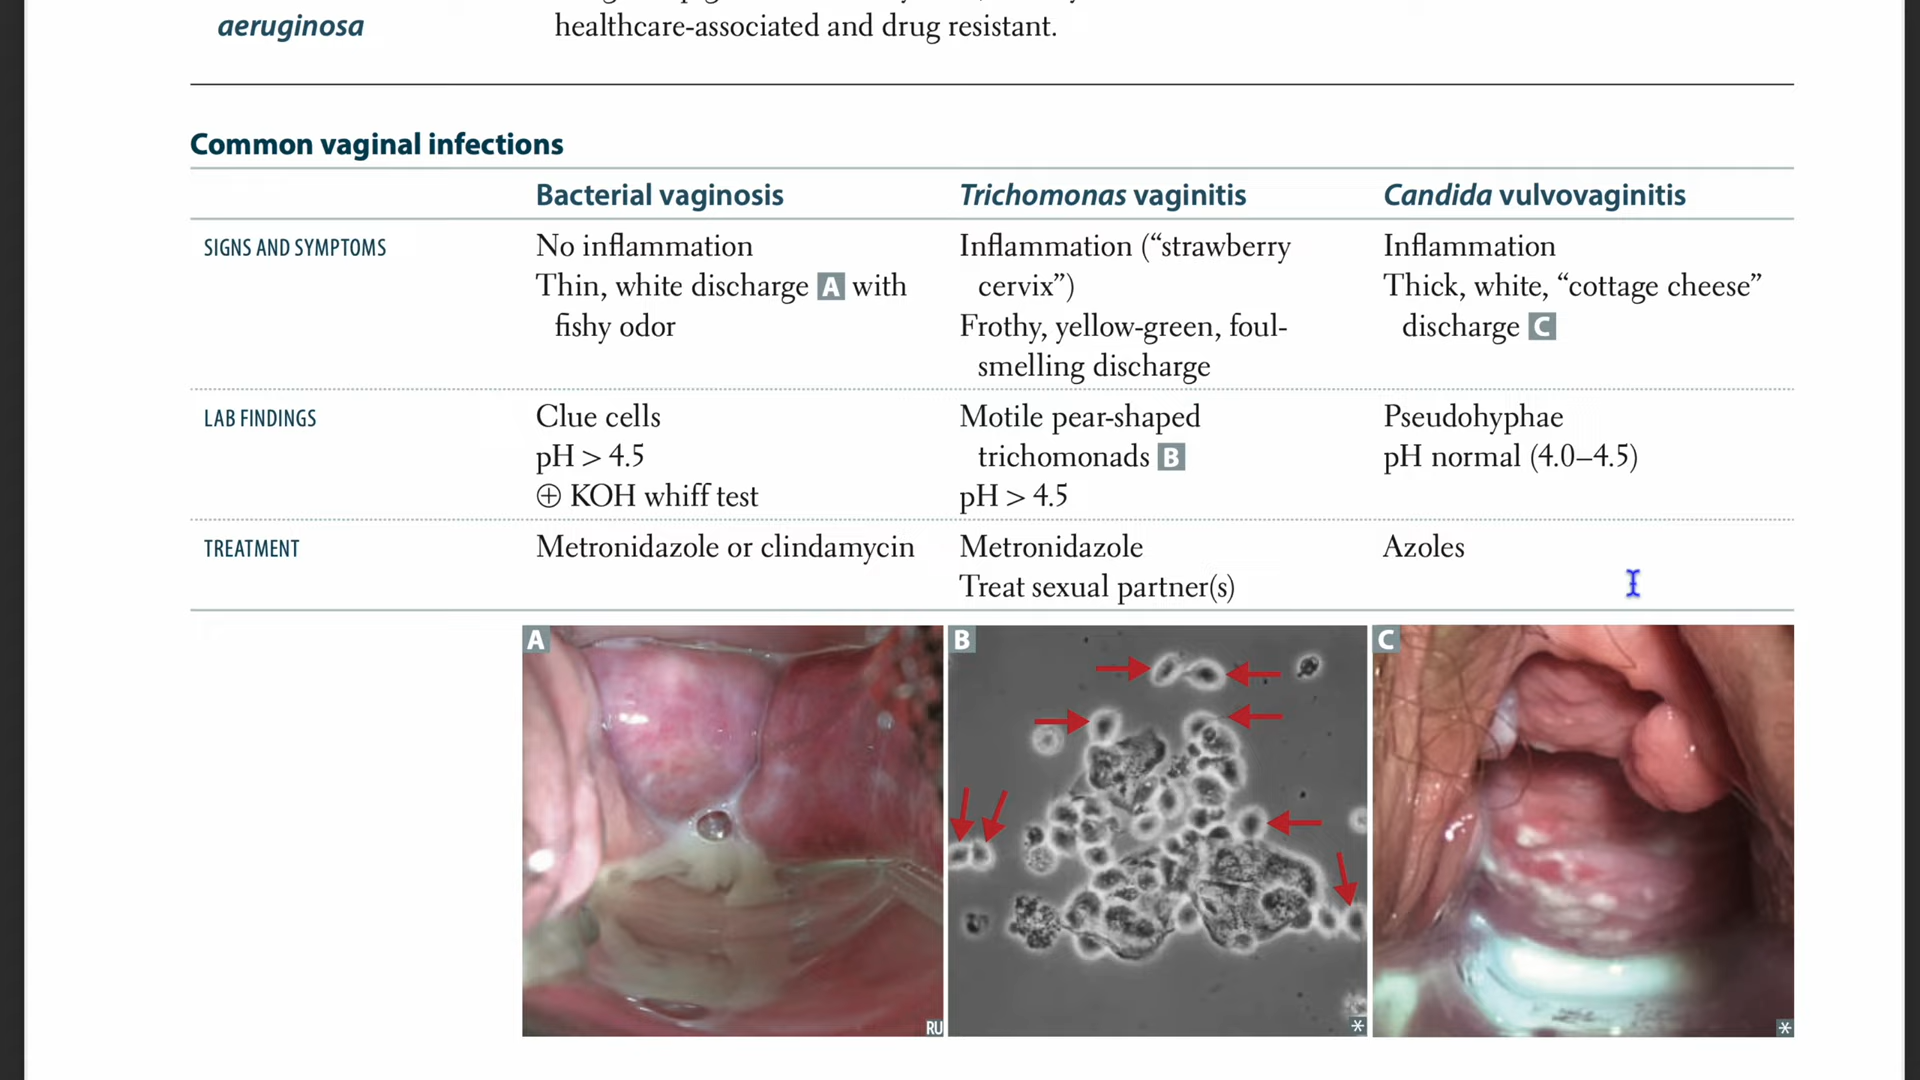 aeruginosa
healthcare-associated and drug resistant.
Common vaginal infections
Bacterial vaginosis
Trichomonas vaginitis
Candida vulvovaginitis
SIGNS AND SYMPTOMS
No inflammation
Thin, white discharge A with
fishy odor
Inflammation (“strawberry
cervix”)
Frothy, yellow-green, foul-
smelling discharge
Inflammation
Thick, white, “cottage cheese”
discharge C
LAB FINDINGS
Clue cells
pH > 4.5
⊕ KOH whiff test
Motile pear-shaped
trichomonads B
pH > 4.5
Pseudohyphae
pH normal (4.0–4.5)
TREATMENT
Metronidazole or clindamycin
Metronidazole
Treat sexual partner(s)
Azoles
A
B
C
RU
*
*